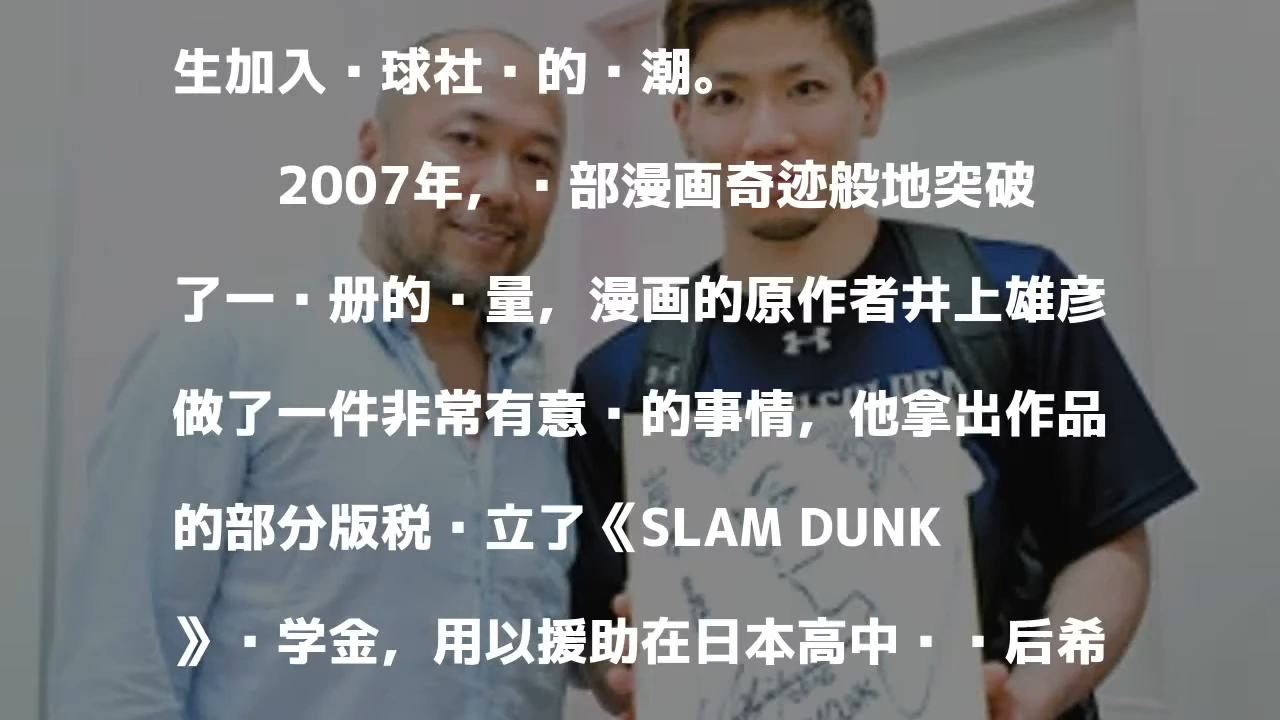 生加入·球社·的·潮。
2007年，·部漫画奇迹般地突破
了一·册的·量，漫画的原作者井上雄彦
做了一件非常有意·的事情，他拿出作品
的部分版税·立了《SLAM DUNK
》·学金，用以援助在日本高中··后希